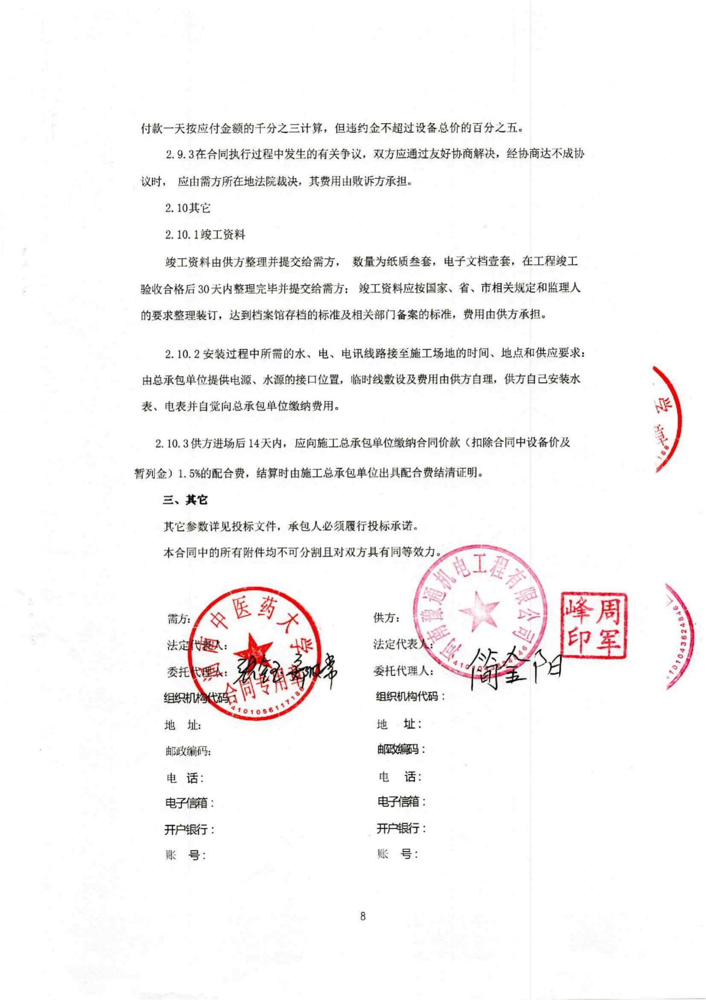 付款一天按应付金额的千分之三计算，但违约金不超过设备总价的百分之五。
2.9.3在合同执行过程中发生的有关争议，双方应通过友好协商解决，经协商达不成协
议时， 应由需方所在地法院裁决，其费用由败诉方承担。
2.10其它
2.10.1竣工资料
竣工资料由供方整理并提交给需方， 数量为纸质叁套，电子文档壹套，在工程竣工
验收合格后30天内整理完毕并提交给需方； 竣工资料应按国家、省、市相关规定和监理人
的要求整理装订，达到档案馆存档的标准及相关部门备案的标准，费用由供方承担。
2.10.2 安装过程中所需的水、电、电讯线路接至施工场地的时间、地点和供应要求：
由总承包单位提供电源、水源的接口位置，临时线敷设及费用由供方自理，供方自己安装水
表、电表并自觉向总承包单位缴纳费用。
2.10.3供方进场后14天内，应向施工总承包单位缴纳合同价款（扣除合同中设备价及
暂列金）1.5%的配合费，结算时由施工总承包单位出具配合费结清证明。
三、其它
其它参数详见投标文件，承包人必须履行投标承诺。
本合同中的所有附件均不可分割且对双方具有同等效力。
需方：
法定代表人：
委托代理人：
组织机构代码：
地 址：
邮政编码：
电 话：
电子信箱：
开户银行：
账 号：
河南中医药大学
合同专用章
4101056117188
供方：
法定代表人：
委托代理人： 简金阳
组织机构代码：
地 址：
邮政编码：
电 话：
电子信箱：
开户银行：
账 号：
河南豫通机电工程有限公司
4101043624846
周军
峰印
学
章
188
101043624846
8